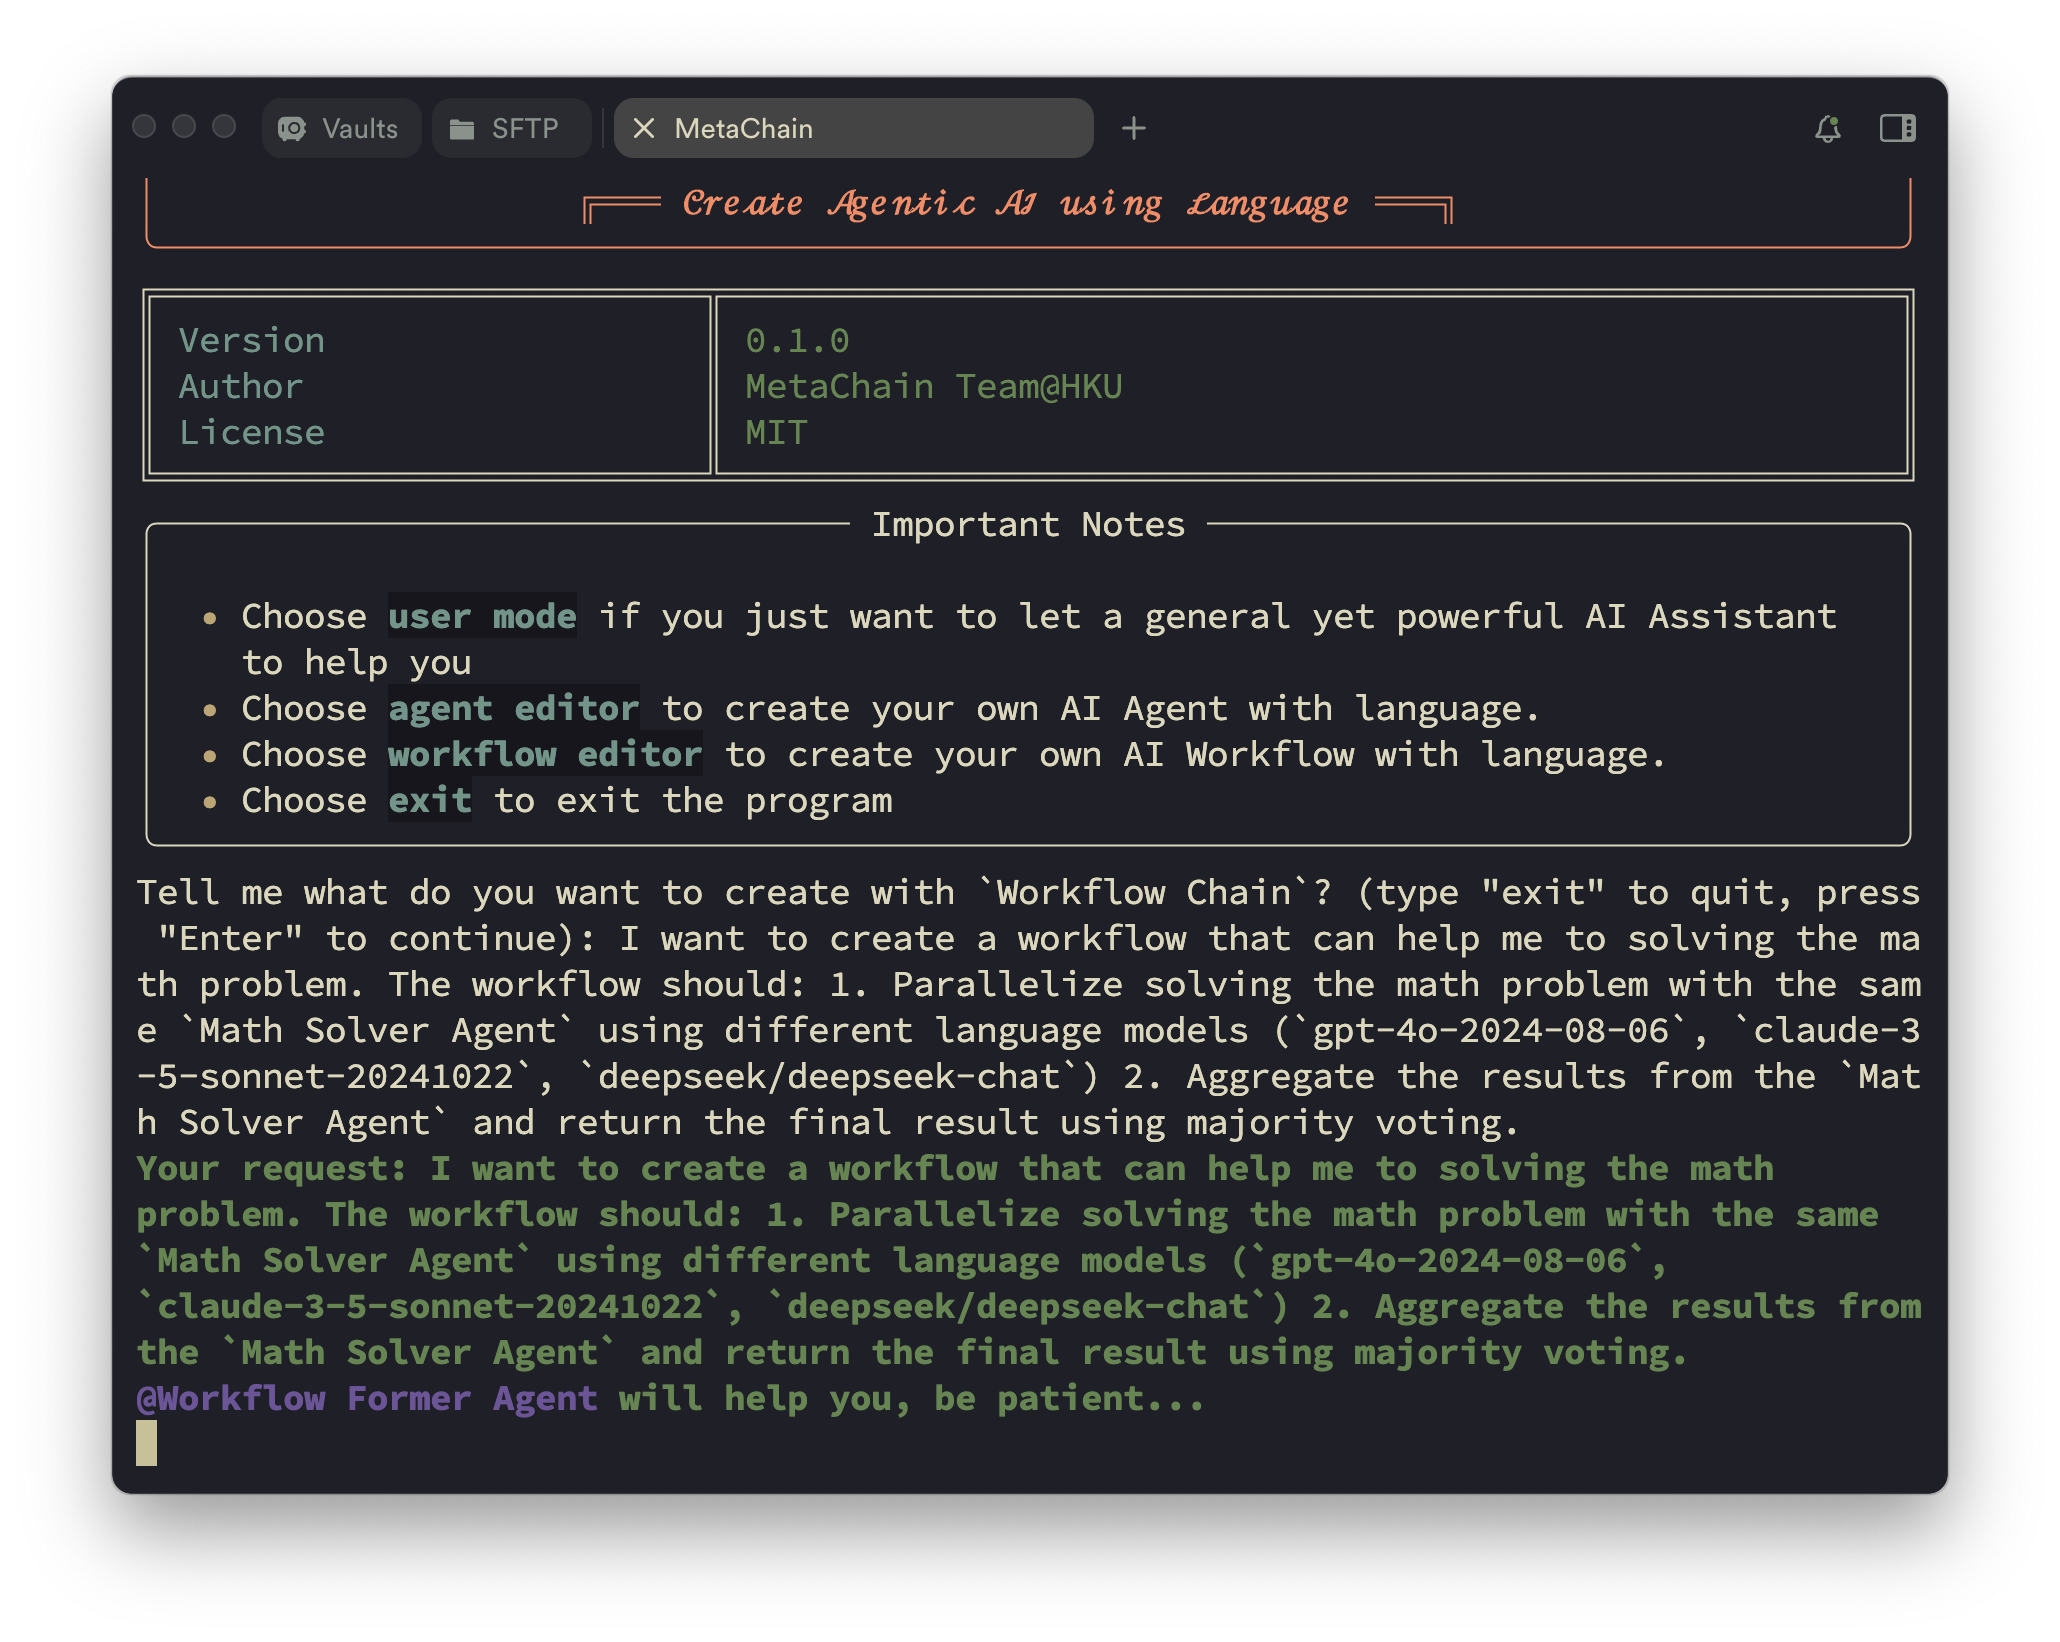 Vaults SFTP MetaChain
Create Agentic AI using Language
Version 0.1.0
Author MetaChain Team@HKU
License MIT
Important Notes
• Choose user mode if you just want to let a general yet powerful AI Assistant
to help you
• Choose agent editor to create your own AI Agent with language.
• Choose workflow editor to create your own AI Workflow with language.
• Choose exit to exit the program
Tell me what do you want to create with `Workflow Chain`? (type "exit" to quit, press
"Enter" to continue): I want to create a workflow that can help me to solving the ma
th problem. The workflow should: 1. Parallelize solving the math problem with the sam
e `Math Solver Agent` using different language models (`gpt-4o-2024-08-06`, `claude-3
-5-sonnet-20241022`, `deepseek/deepseek-chat`) 2. Aggregate the results from the `Mat
h Solver Agent` and return the final result using majority voting.
Your request: I want to create a workflow that can help me to solving the math
problem. The workflow should: 1. Parallelize solving the math problem with the same
`Math Solver Agent` using different language models (`gpt-4o-2024-08-06`,
`claude-3-5-sonnet-20241022`, `deepseek/deepseek-chat`) 2. Aggregate the results from
the `Math Solver Agent` and return the final result using majority voting.
@Workflow Former Agent will help you, be patient...